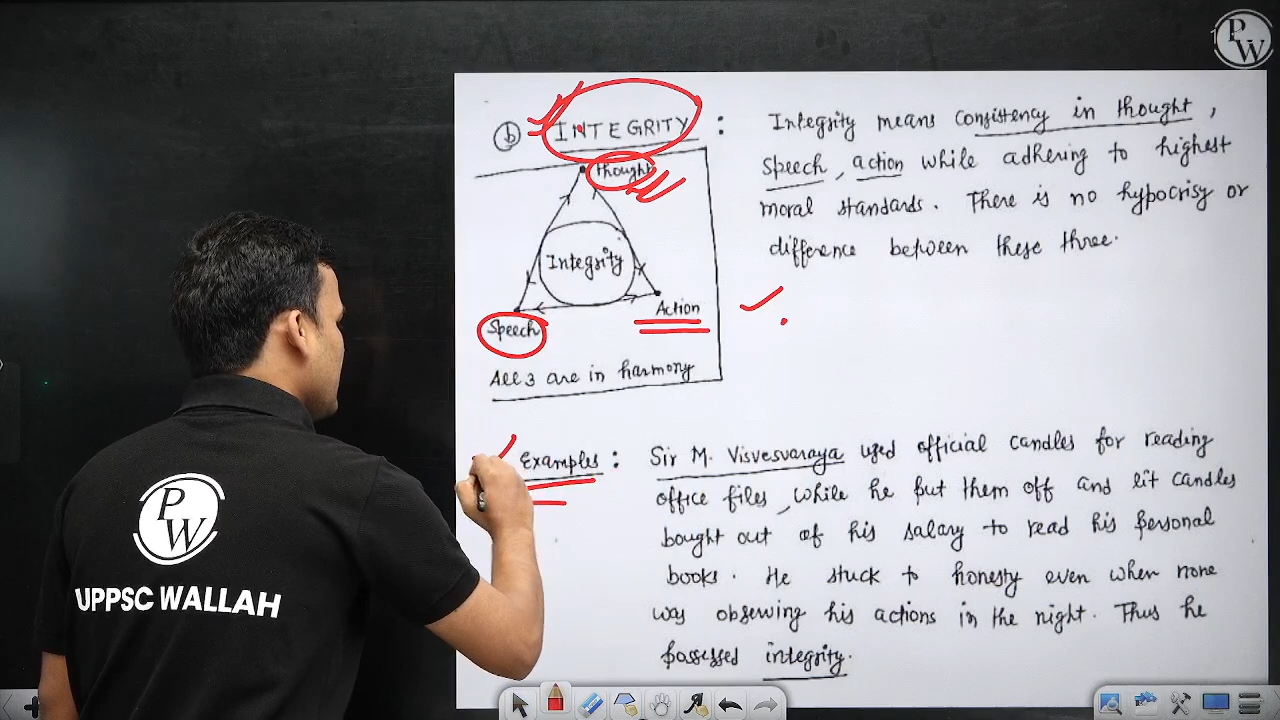 PW
b INTEGRITY :
Integrity means consistency in thought,
speech, action while adhering to highest
moral standards. There is no hypocrisy or
difference between these three.
Thought
Integrity
Speech
Action
All 3 are in harmony
Examples :
Sir M. Visvesvaraya used official candles for reading
office files, while he put them off and lit candles
bought out of his salary to read his personal
books. He stuck to honesty even when none
was observing his actions in the night. Thus he
possessed integrity.
PW
UPPSC WALLAH